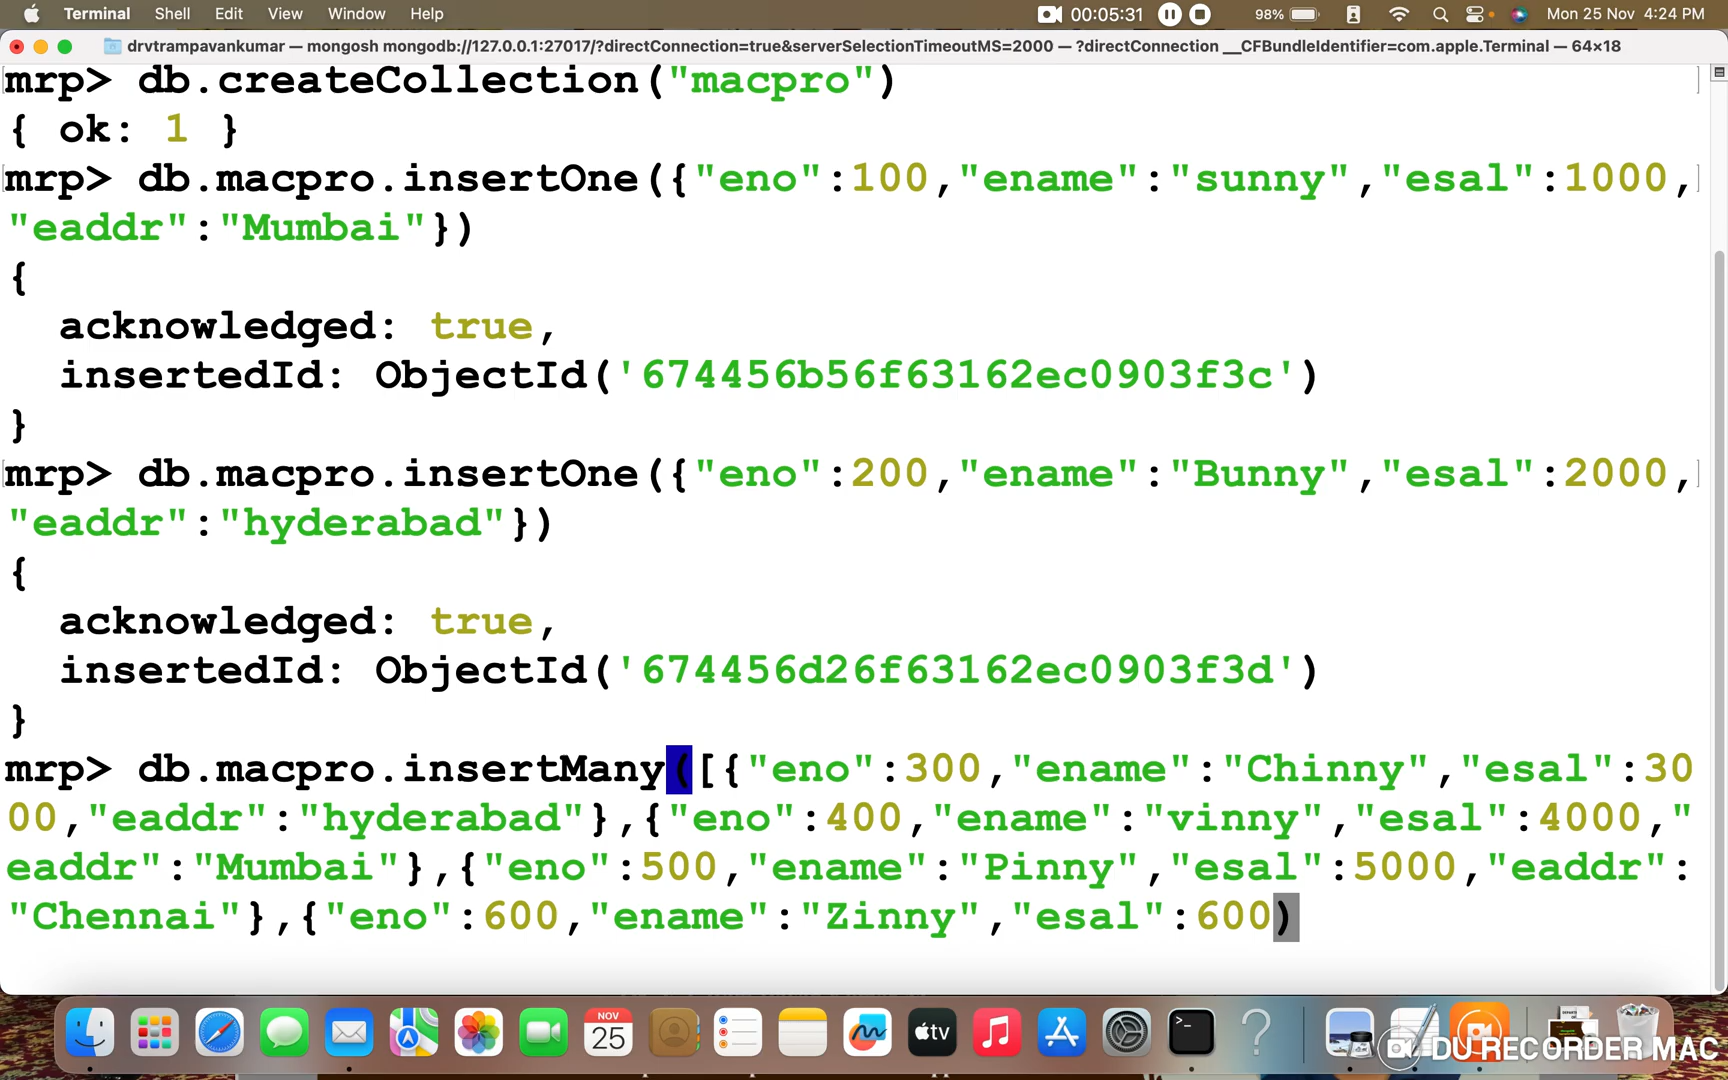 Terminal Shell Edit View Window Help 00:05:31 98% Mon 25 Nov 4:24 PM
drvtrampavankumar — mongosh mongodb://127.0.0.1:27017/?directConnection=true&serverSelectionTimeoutMS=2000 — ?directConnection __CFBundleIdentifier=com.apple.Terminal — 64×18
mrp> db.createCollection("macpro")
{ ok: 1 }
mrp> db.macpro.insertOne({"eno":100,"ename":"sunny","esal":1000,
"eaddr":"Mumbai"})
{
acknowledged: true,
insertedId: ObjectId('674456b56f63162ec0903f3c')
}
mrp> db.macpro.insertOne({"eno":200,"ename":"Bunny","esal":2000,
"eaddr":"hyderabad"})
{
acknowledged: true,
insertedId: ObjectId('674456d26f63162ec0903f3d')
}
mrp> db.macpro.insertMany([{"eno":300,"ename":"Chinny","esal":30
00,"eaddr":"hyderabad"},{"eno":400,"ename":"vinny","esal":4000,"
eaddr":"Mumbai"},{"eno":500,"ename":"Pinny","esal":5000,"eaddr":
"Chennai"},{"eno":600,"ename":"Zinny","esal":600)
NOV
25
tv
>_
?
DU RECORDER MAC